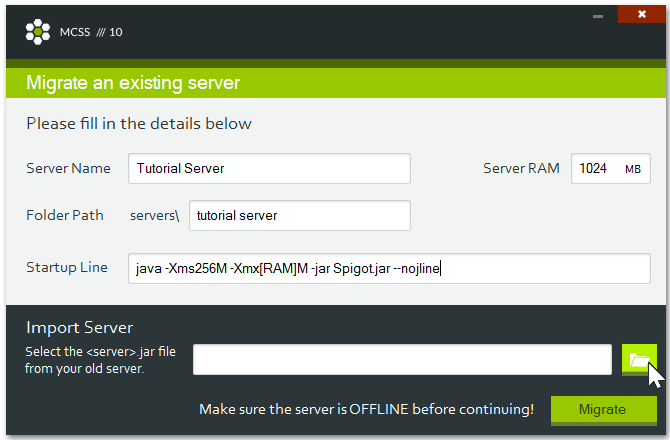 MCSS /// 10
Migrate an existing server
Please fill in the details below
Server Name Tutorial Server Server RAM 1024 MB
Folder Path servers\ tutorial server
Startup Line java -Xms256M -Xmx[RAM]M -jar Spigot.jar --nojline
Import Server
Select the <server>.jar file
from your old server.
Make sure the server is OFFLINE before continuing! Migrate